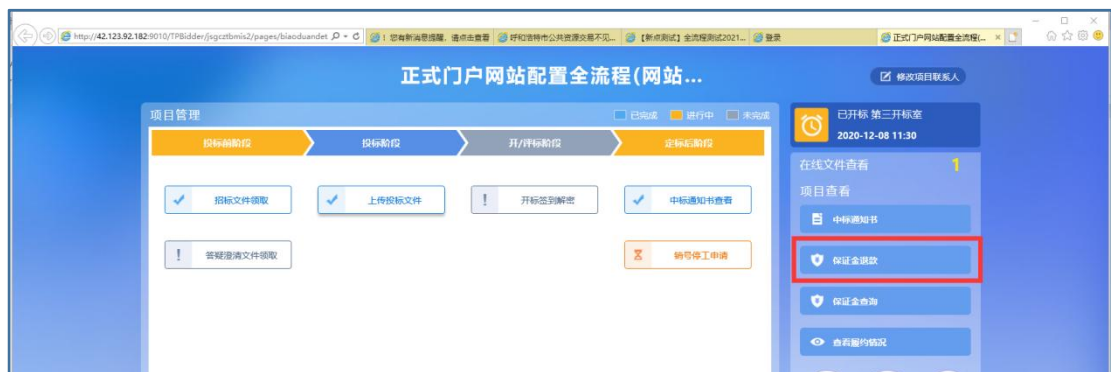 http://42.123.92.182:9010/TPBidder/jsgcztbmis2/pages/biaoduandet
！您有新消息提醒，请点击查看
呼和浩特市公共资源交易不见...
【新点测试】全流程测试2021...
登录
正式门户网站配置全流程(...
正式门户网站配置全流程(网站...
修改项目联系人
项目管理
已完成 进行中 未完成
投标前阶段 投标阶段 开/评标阶段 定标后阶段
招标文件领取 上传投标文件 ! 开标签到解密 中标通知书查看
! 答疑澄清文件领取 销号停工申请
已开标 第三开标室
2020-12-08 11:30
在线文件查看 1
项目查看
中标通知书
保证金退款
保证金查询
查看履约情况